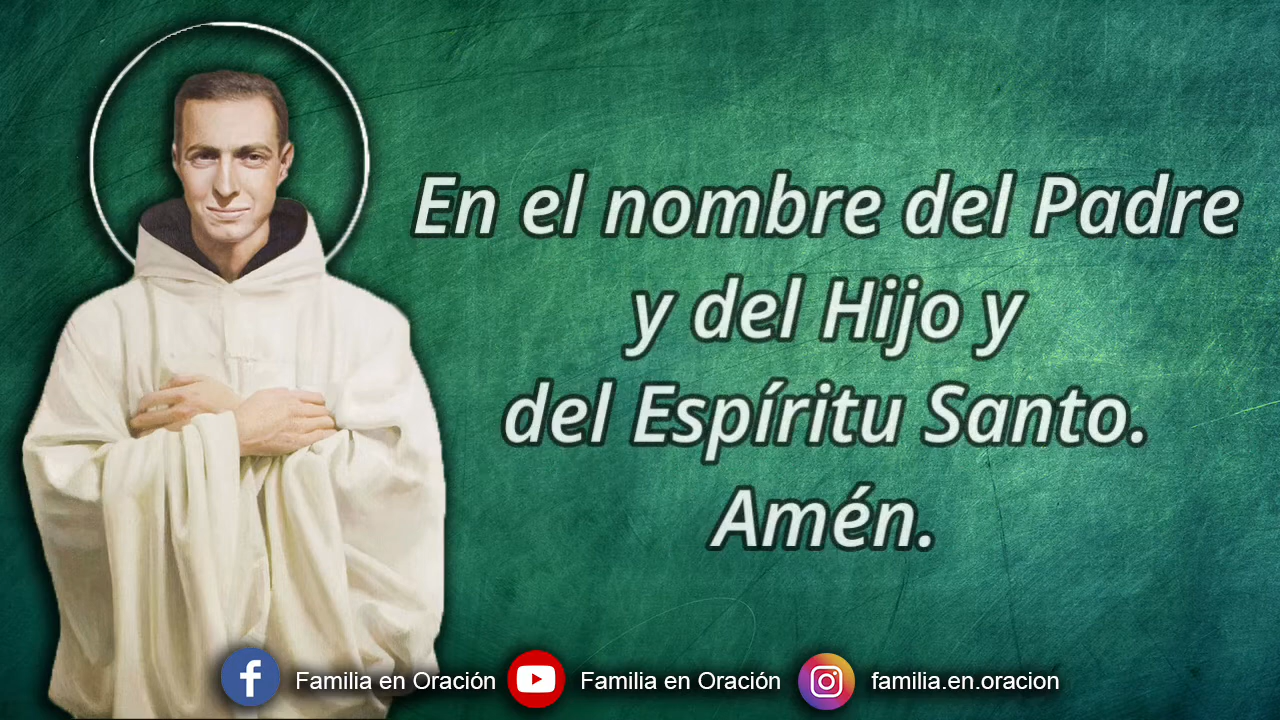 En el nombre del Padre
y del Hijo y
del Espíritu Santo.
Amén.
Familia en Oración
Familia en Oración
familia.en.oracion